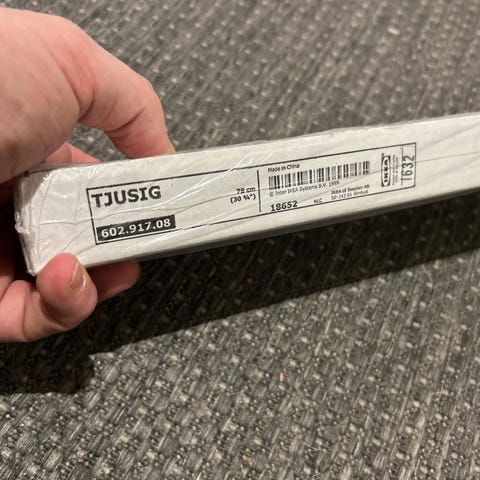 TJUSIG
602.917.08
78 cm
(30 ¾")
Made in China
© Inter IKEA Systems B.V. 1999
18652 M.C
IKEA of Sweden AB
SE-343 81 Älmhult
IKEA
1632